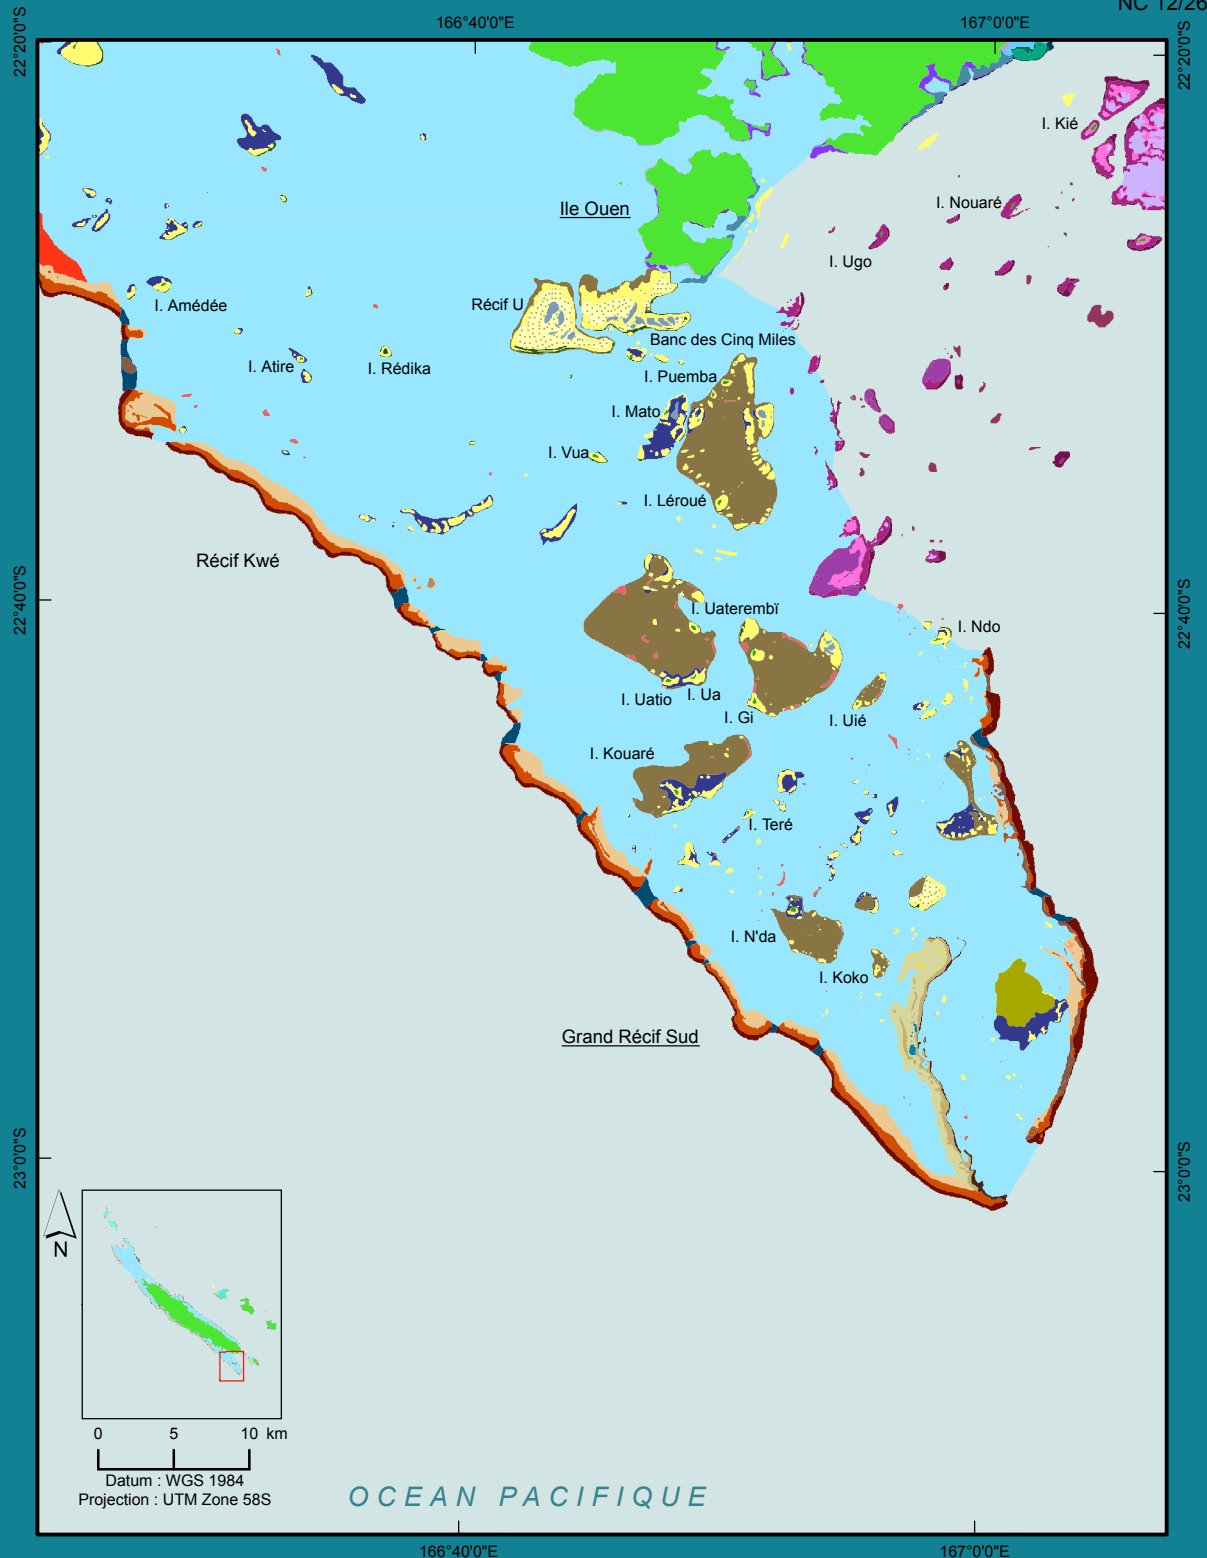 NC 12/26
166°40'0"E
167°0'0"E
22°20'0"S
22°20'0"S
I. Kié
I. Nouaré
Ile Ouen
I. Ugo
I. Amédée
Récif U
Banc des Cinq Miles
I. Atire
I. Rédika
I. Puemba
I. Mato
I. Vua
I. Léroué
Récif Kwé
22°40'0"S
22°40'0"S
I. Uaterembï
I. Ndo
I. Uatio
I. Ua
I. Gi
I. Uié
I. Kouaré
I. Teré
I. N'da
I. Koko
Grand Récif Sud
23°0'0"S
23°0'0"S
N
0 5 10 km
Datum : WGS 1984
Projection : UTM Zone 58S
OCEAN PACIFIQUE
166°40'0"E
167°0'0"E